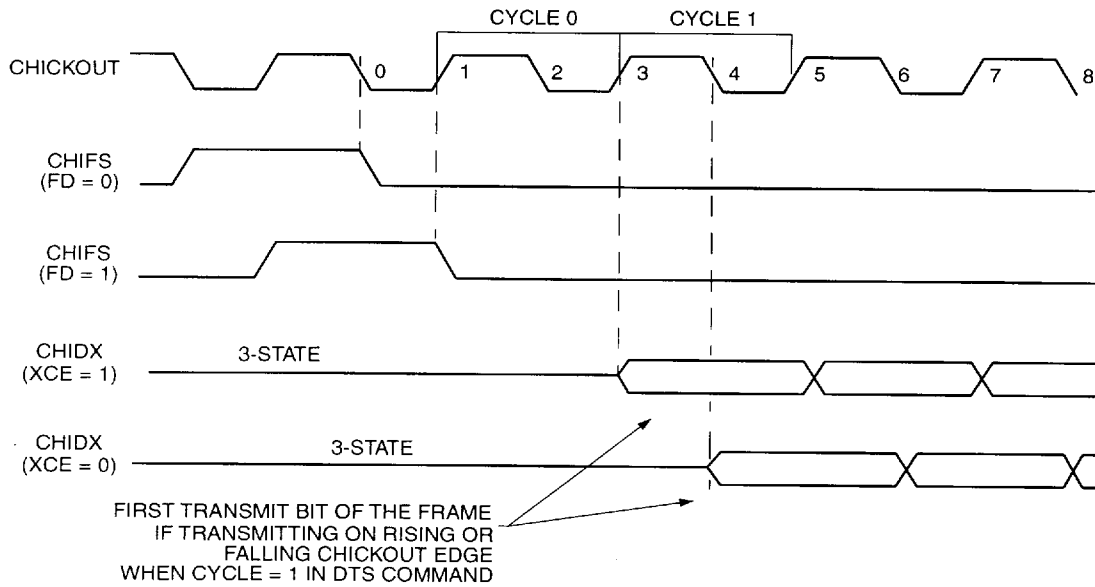 CYCLE 0 CYCLE 1
CHICKOUT 0 1 2 3 4 5 6 7 8
CHIFS
(FD = 0)
CHIFS
(FD = 1)
CHIDX
(XCE = 1)
3-STATE
CHIDX
(XCE = 0)
3-STATE
FIRST TRANSMIT BIT OF THE FRAME
IF TRANSMITTING ON RISING OR
FALLING CHICKOUT EDGE
WHEN CYCLE = 1 IN DTS COMMAND